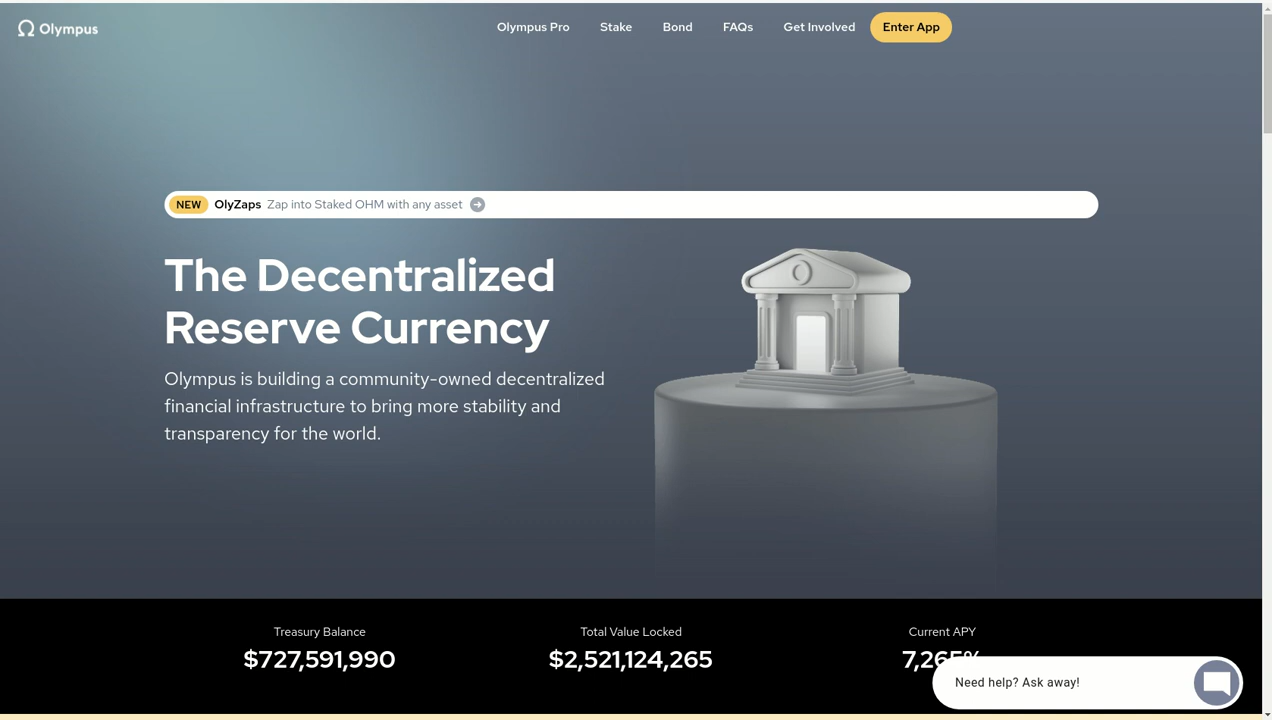 Olympus
Olympus Pro
Stake
Bond
FAQs
Get Involved
Enter App
NEW OlyZaps Zap into Staked OHM with any asset
The Decentralized
Reserve Currency
Olympus is building a community-owned decentralized
financial infrastructure to bring more stability and
transparency for the world.
Treasury Balance
$727,591,990
Total Value Locked
$2,521,124,265
Current APY
7,265%
Need help? Ask away!